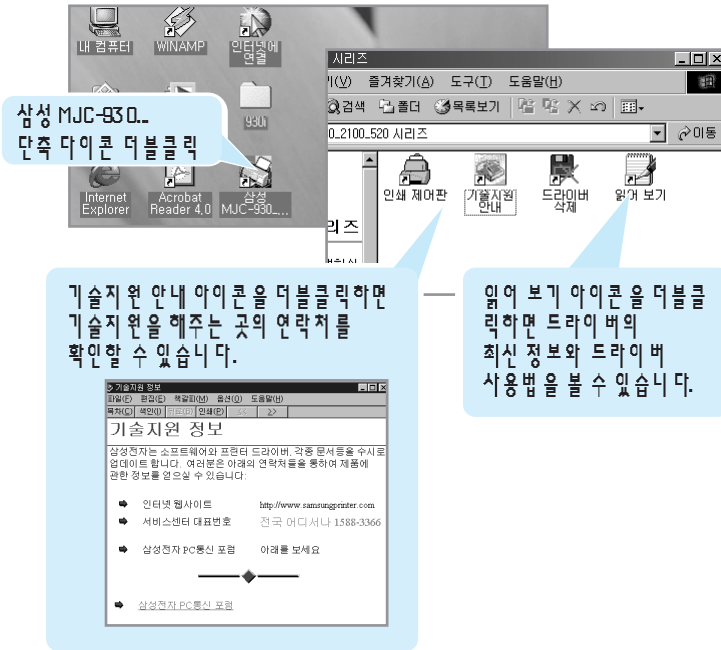 내 컴퓨터
WINAMP
인터넷에
연결
930i
삼성 MJC-930...
단축 다이콘 더블클릭
Internet
Explorer
Acrobat
Reader 4,0
삼성
MJC-930_...
시리즈
기(V) 즐겨찾기(A) 도구(T) 도움말(H)
검색 폴더 목록보기
0_2100_520 시리즈
이동
인쇄 제어판
기술지원
안내
드라이버
삭제
읽어 보기
리즈
기술지원 안내 아이콘을 더블클릭하면
기술지원을 해주는 곳의 연락처를
확인할 수 있습니다.
읽어 보기 아이콘을 더블클
릭하면 드라이버의
최신 정보와 드라이버
사용법을 볼 수 있습니다.
기술지원 정보
파일(F) 편집(E) 책갈피(M) 옵션(O) 도움말(H)
목차(C) 색인(I) 뒤로(B) 인쇄(P) << >>
기술지원 정보
삼성전자는 소프트웨어와 프린터 드라이버, 각종 문서등을 수시로
업데이트 합니다. 여러분은 아래의 연락처들을 통하여 제품에
관한 정보를 얻으실 수 있습니다:
인터넷 웹사이트 http://www.samsungprinter.com
서비스센터 대표번호 전국 어디서나 1588-3366
삼성전자 PC통신 포럼 아래를 보세요
삼성전자 PC통신 포럼